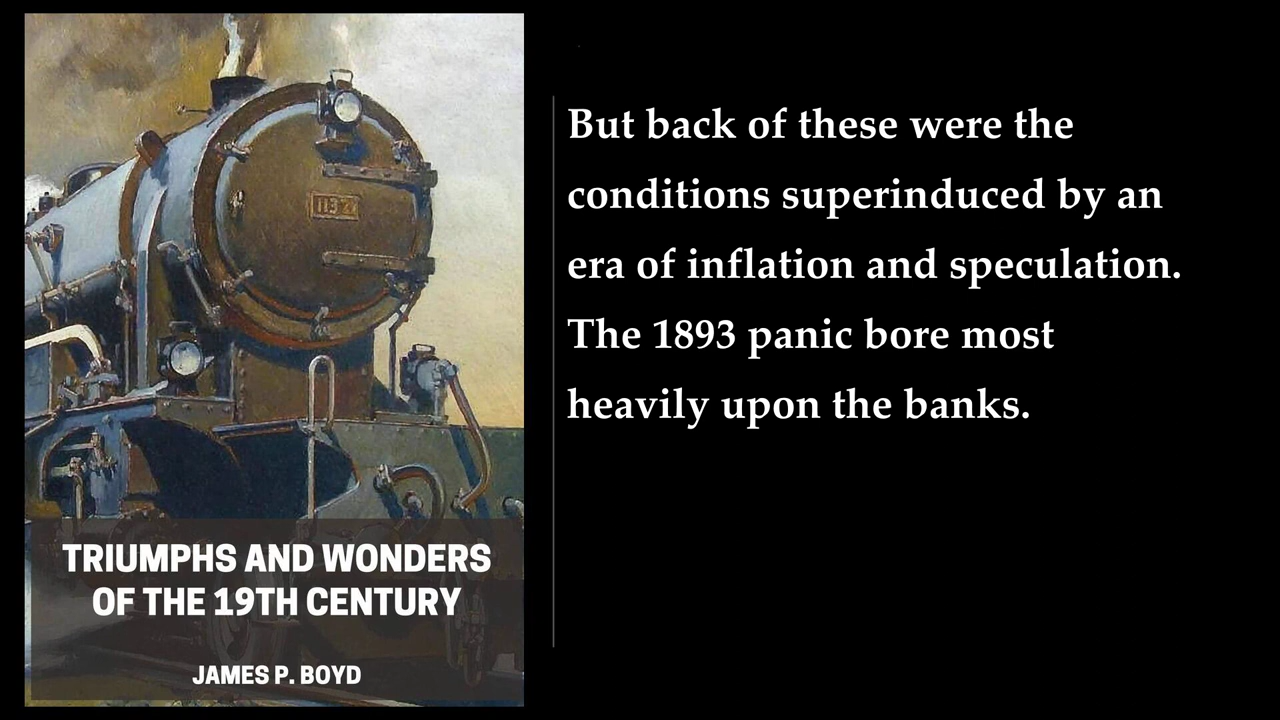 But back of these were the
conditions superinduced by an
era of inflation and speculation.
The 1893 panic bore most
heavily upon the banks.
TRIUMPHS AND WONDERS
OF THE 19TH CENTURY
JAMES P. BOYD